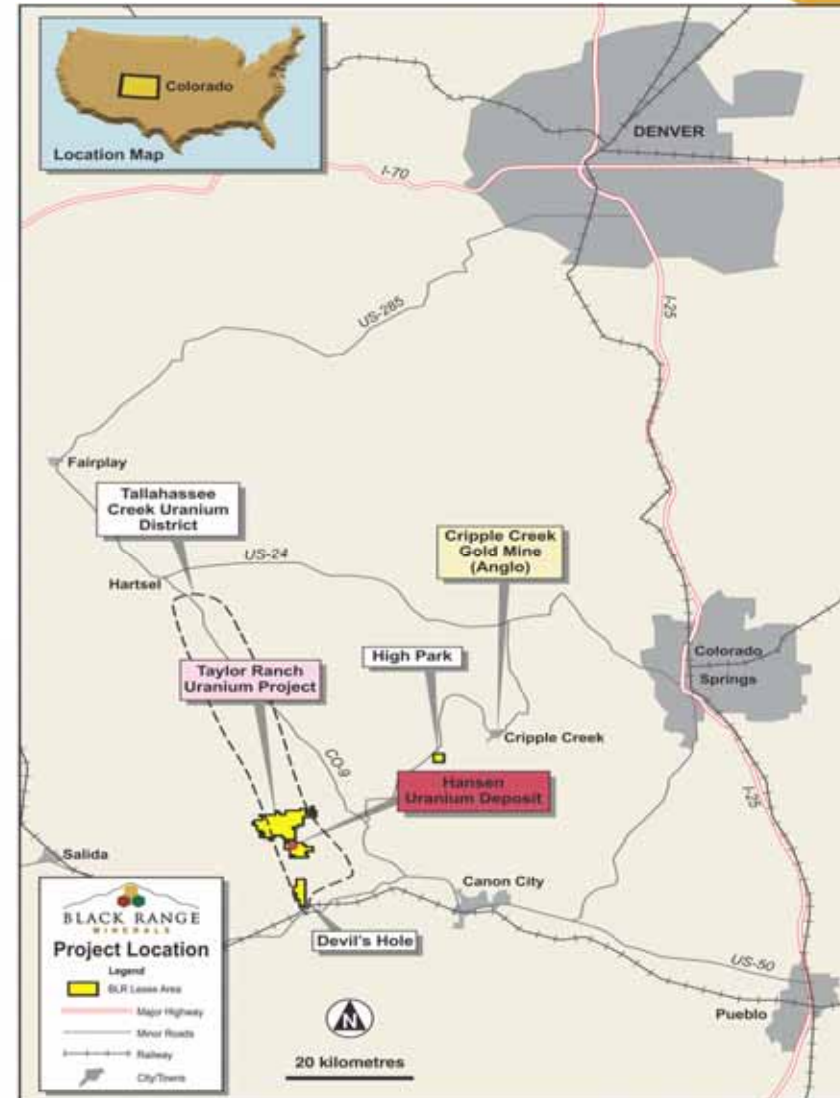 Colorado
Location Map
DENVER
I-70
I-25
US-285
Fairplay
Tallahassee
Creek Uranium
District
US-24
Hartsel
Cripple Creek
Gold Mine
(Anglo)
High Park
Colorado
Springs
Taylor Ranch
Uranium Project
Cripple Creek
CO-9
Hansen
Uranium Deposit
I-25
Salida
Canon City
Devil's Hole
US-50
Pueblo
BLACK RANGE
MINERALS
Project Location
Legend
BLR Lease Area
Major Highway
Minor Roads
Railway
City/Towns
N
20 kilometres